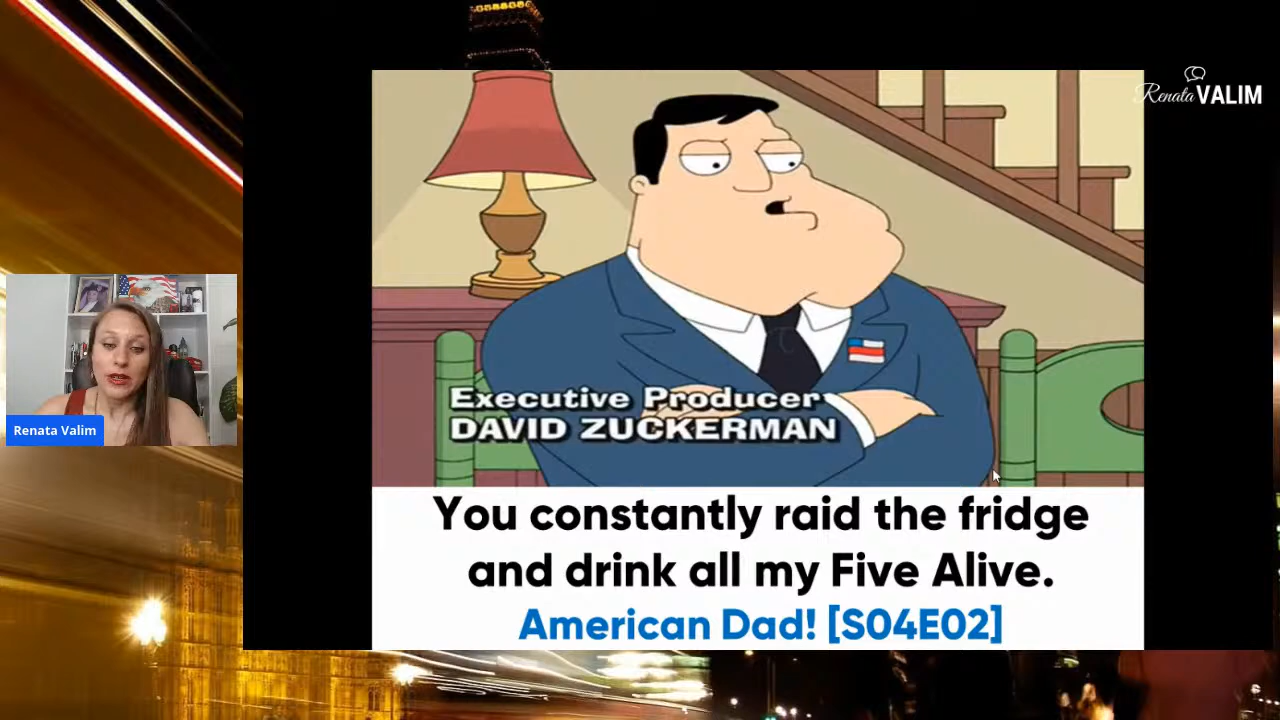 Renata VALIM
Executive Producer
DAVID ZUCKERMAN
Renata Valim
You constantly raid the fridge
and drink all my Five Alive.
American Dad! [S04E02]